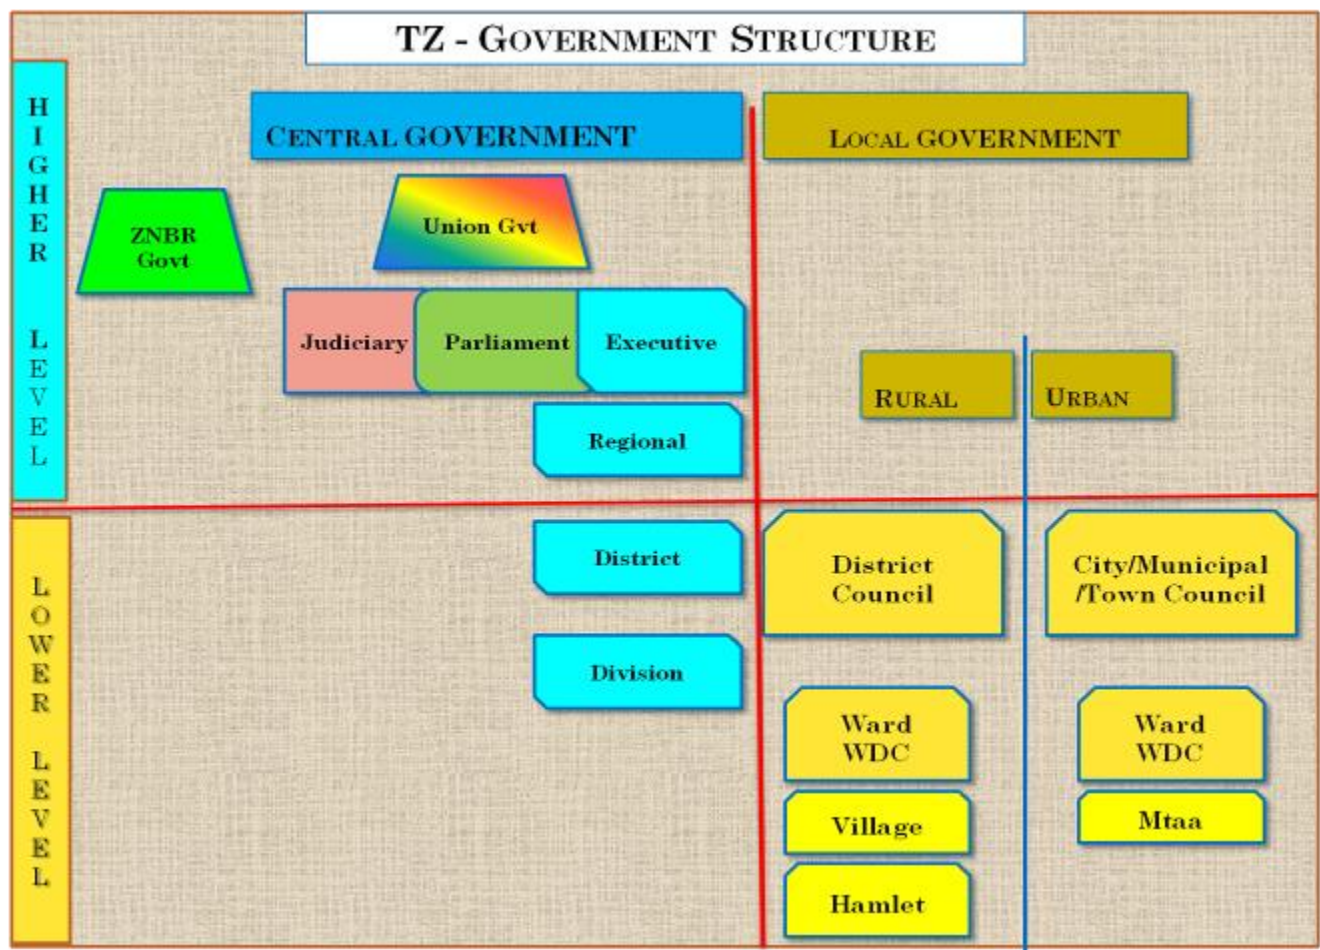 TZ - GOVERNMENT STRUCTURE
HIGHER LEVEL
CENTRAL GOVERNMENT
LOCAL GOVERNMENT
ZNBR
Govt
Union Gvt
Judiciary
Parliament
Executive
Regional
RURAL
URBAN
LOWER LEVEL
District
Division
District
Council
City/Municipal
/Town Council
Ward
WDC
Village
Hamlet
Ward
WDC
Mtaa